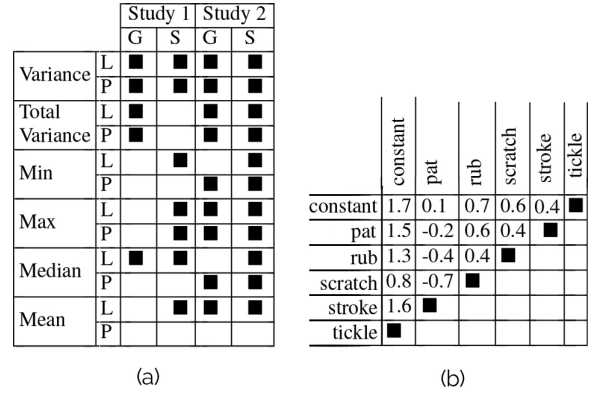 Study 1 Study 2
G S G S
Variance L ■ ■ ■ ■
P ■ ■ ■ ■
Total L ■ ■ ■
Variance P ■ ■ ■
Min L ■ ■
P ■ ■
Max L ■ ■ ■
P ■ ■ ■
Median L ■ ■ ■
P ■ ■
Mean L ■ ■ ■
P
(a)
constant pat rub scratch stroke tickle
constant 1.7 0.1 0.7 0.6 0.4 ■
pat 1.5 -0.2 0.6 0.4 ■
rub 1.3 -0.4 0.4 ■
scratch 0.8 -0.7 ■
stroke 1.6 ■
tickle ■
(b)